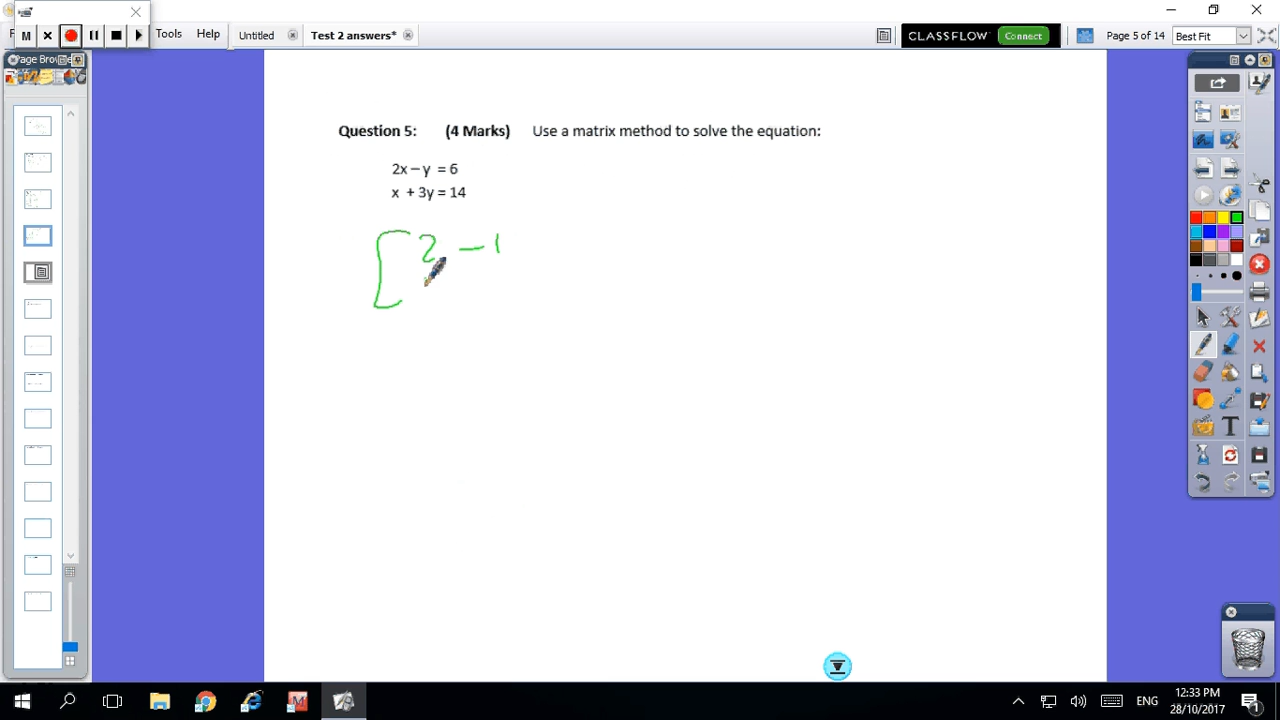 Tools Help Untitled Test 2 answers* CLASSFLOW Connect Page 5 of 14 Best Fit
M
Page Brow
Question 5: (4 Marks) Use a matrix method to solve the equation:
2x – y = 6
x + 3y = 14
[ 2 -1
T
ENG
12:33 PM
28/10/2017